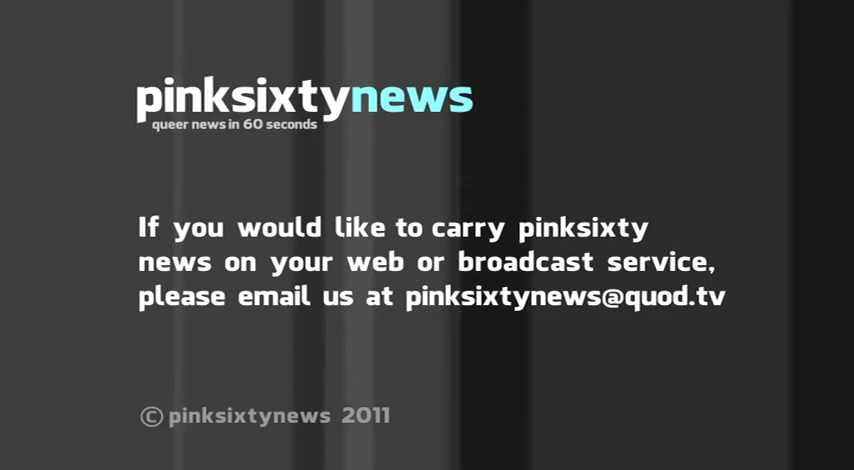 pinksixtynews
queer news in 60 seconds
If you would like to carry pinksixty
news on your web or broadcast service,
please email us at pinksixtynews@quod.tv
© pinksixtynews 2011